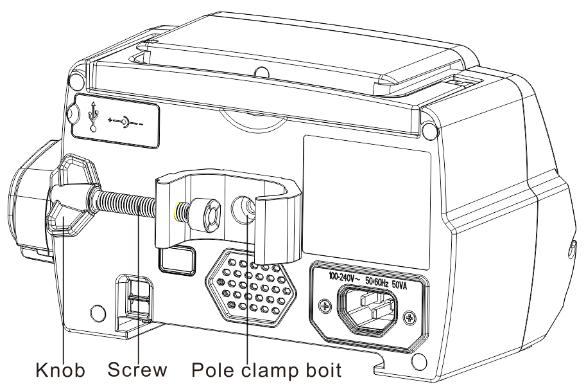 100-240V~ 50-60Hz 50VA
Knob Screw Pole clamp boit